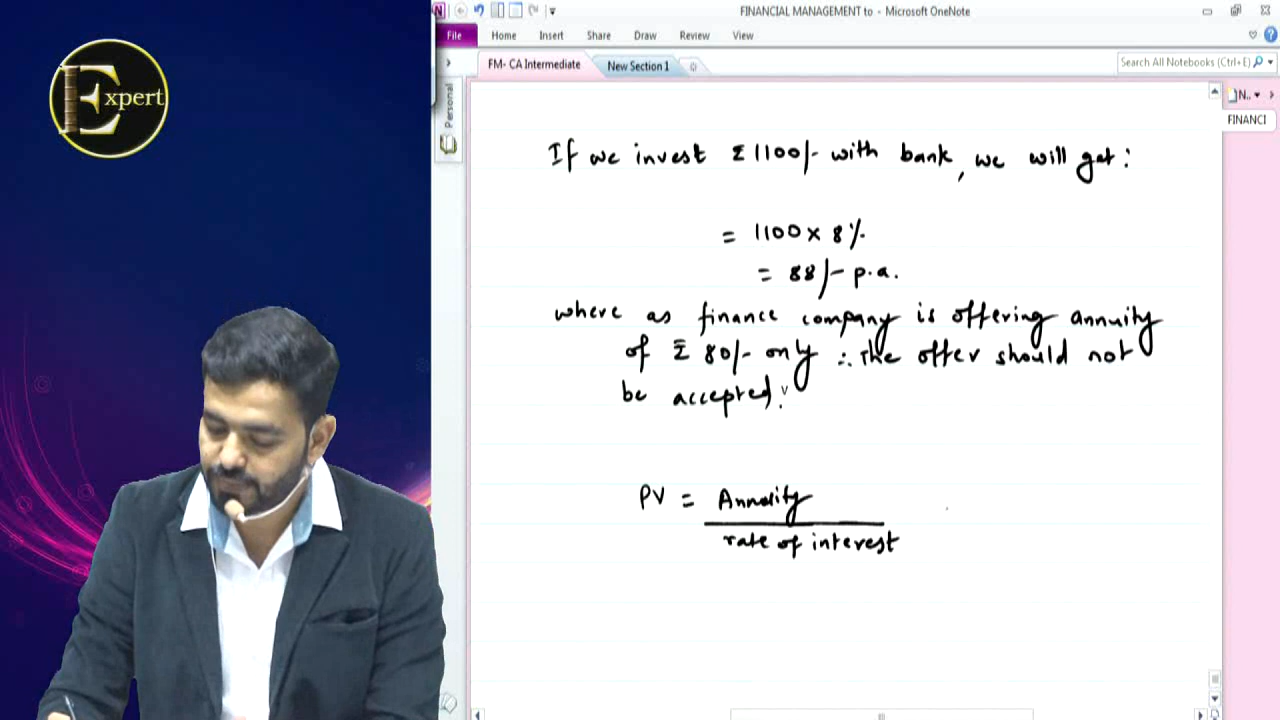 Expert
FINANCIAL MANAGEMENT to - Microsoft OneNote
File Home Insert Share Draw Review View
FM- CA Intermediate New Section 1
Search All Notebooks (Ctrl+E)
N..
Personal
FINANCI
If we invest ₹1100/- with bank, we will get:
= 1100 × 8%
= 88/- p.a.
where as finance company is offering annuity
of ₹ 80/- only ∴ The offer should not
be accepted.
PV = Annuity
rate of interest